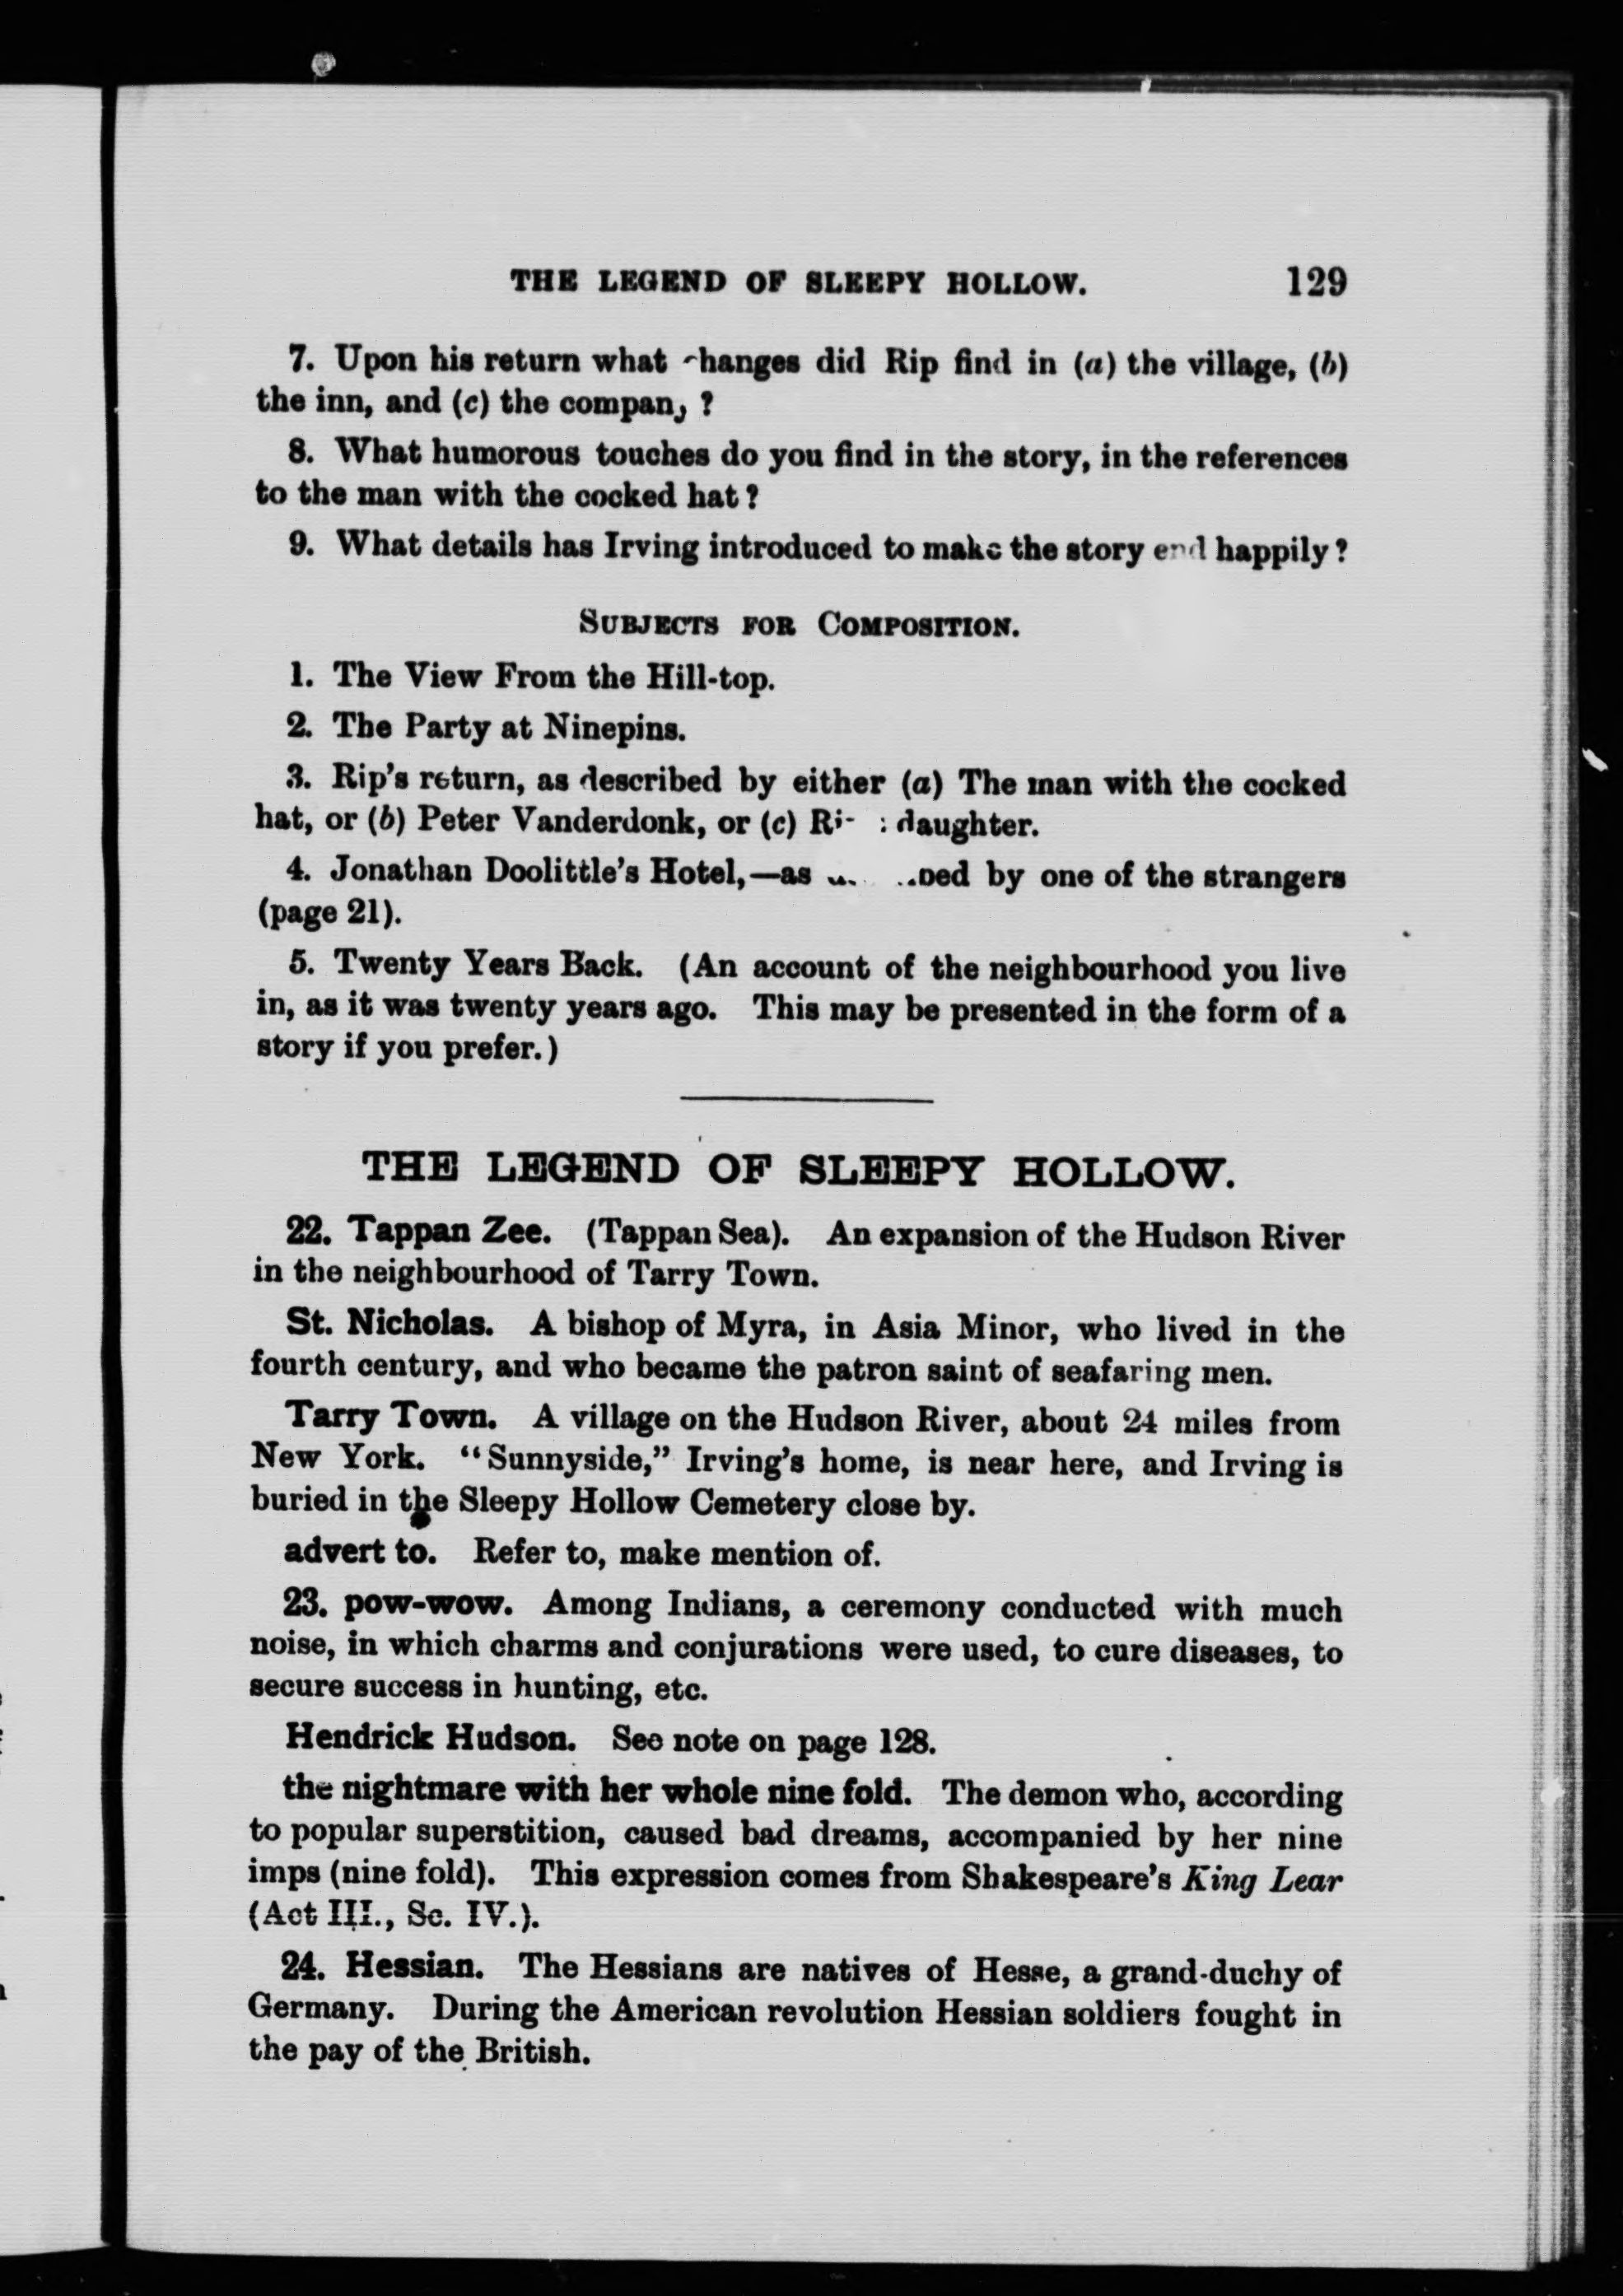 THE LEGEND OF SLEEPY HOLLOW. 129
7. Upon his return what changes did Rip find in (a) the village, (b)
the inn, and (c) the company ?
8. What humorous touches do you find in the story, in the references
to the man with the cocked hat ?
9. What details has Irving introduced to make the story end happily ?
SUBJECTS FOR COMPOSITION.
1. The View From the Hill-top.
2. The Party at Ninepins.
3. Rip's return, as described by either (a) The man with the cocked
hat, or (b) Peter Vanderdonk, or (c) daughter.
4. Jonathan Doolittle's Hotel,—as by one of the strangers
(page 21).
5. Twenty Years Back. (An account of the neighbourhood you live
in, as it was twenty years ago. This may be presented in the form of a
story if you prefer.)
THE LEGEND OF SLEEPY HOLLOW.
22. Tappan Zee. (Tappan Sea). An expansion of the Hudson River
in the neighbourhood of Tarry Town.
St. Nicholas. A bishop of Myra, in Asia Minor, who lived in the
fourth century, and who became the patron saint of seafaring men.
Tarry Town. A village on the Hudson River, about 24 miles from
New York. "Sunnyside," Irving's home, is near here, and Irving is
buried in the Sleepy Hollow Cemetery close by.
advert to. Refer to, make mention of.
23. pow-wow. Among Indians, a ceremony conducted with much
noise, in which charms and conjurations were used, to cure diseases, to
secure success in hunting, etc.
Hendrick Hudson. See note on page 128.
the nightmare with her whole nine fold. The demon who, according
to popular superstition, caused bad dreams, accompanied by her nine
imps (nine fold). This expression comes from Shakespeare's King Lear
(Act III., Sc. IV.).
24. Hessian. The Hessians are natives of Hesse, a grand-duchy of
Germany. During the American revolution Hessian soldiers fought in
the pay of the British.